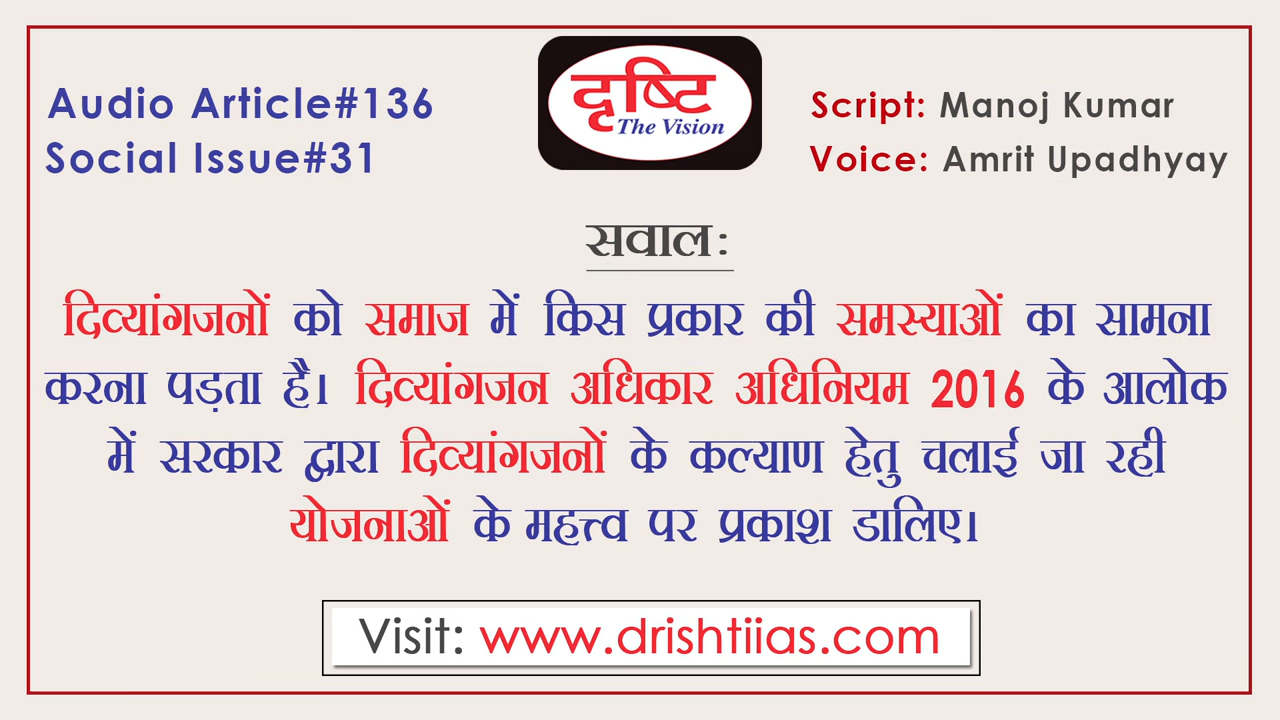 Audio Article#136
Social Issue#31
दृष्टि
The Vision
Script: Manoj Kumar
Voice: Amrit Upadhyay
सवाल:
दिव्यांगजनों को समाज में किस प्रकार की समस्याओं का सामना
करना पड़ता है। दिव्यांगजन अधिकार अधिनियम 2016 के आलोक
में सरकार द्वारा दिव्यांगजनों के कल्याण हेतु चलाई जा रही
योजनाओं के महत्त्व पर प्रकाश डालिए।
Visit: www.drishtiias.com